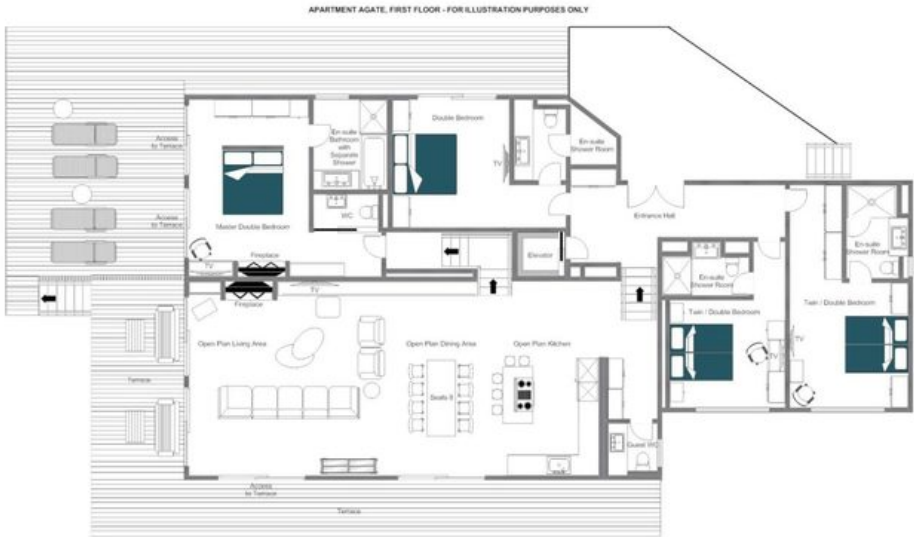 APARTMENT AGATE, FIRST FLOOR - FOR ILLUSTRATION PURPOSES ONLY
Access
to Terrace
En-suite
Bathroom
with
Separate
Shower
Double Bedroom
TV
En-suite
Shower Room
Access
to Terrace
Master Double Bedroom
WC
Entrance Hall
En-suite
Shower Room
Elevator
Fireplace
TV
En-suite
Shower Room
Fireplace
TV
Twin / Double Bedroom
Twin / Double Bedroom
Open Plan Living Area
Open Plan Dining Area
Open Plan Kitchen
TV
TV
Terrace
Seats 8
Guest WC
Access
to Terrace
Terrace